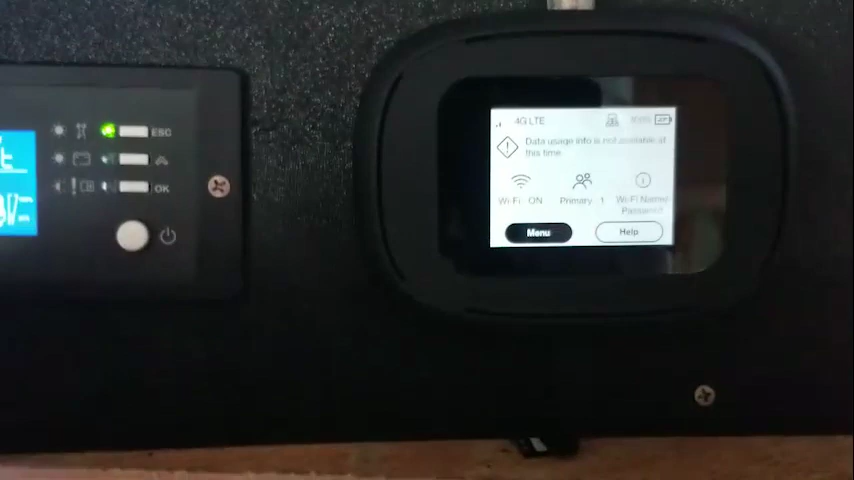 ESC
OK
4G LTE
Data usage info is not available at
this time.
Wi-Fi ON
Primary 1
Wi-Fi Name/
Password
Menu
Help